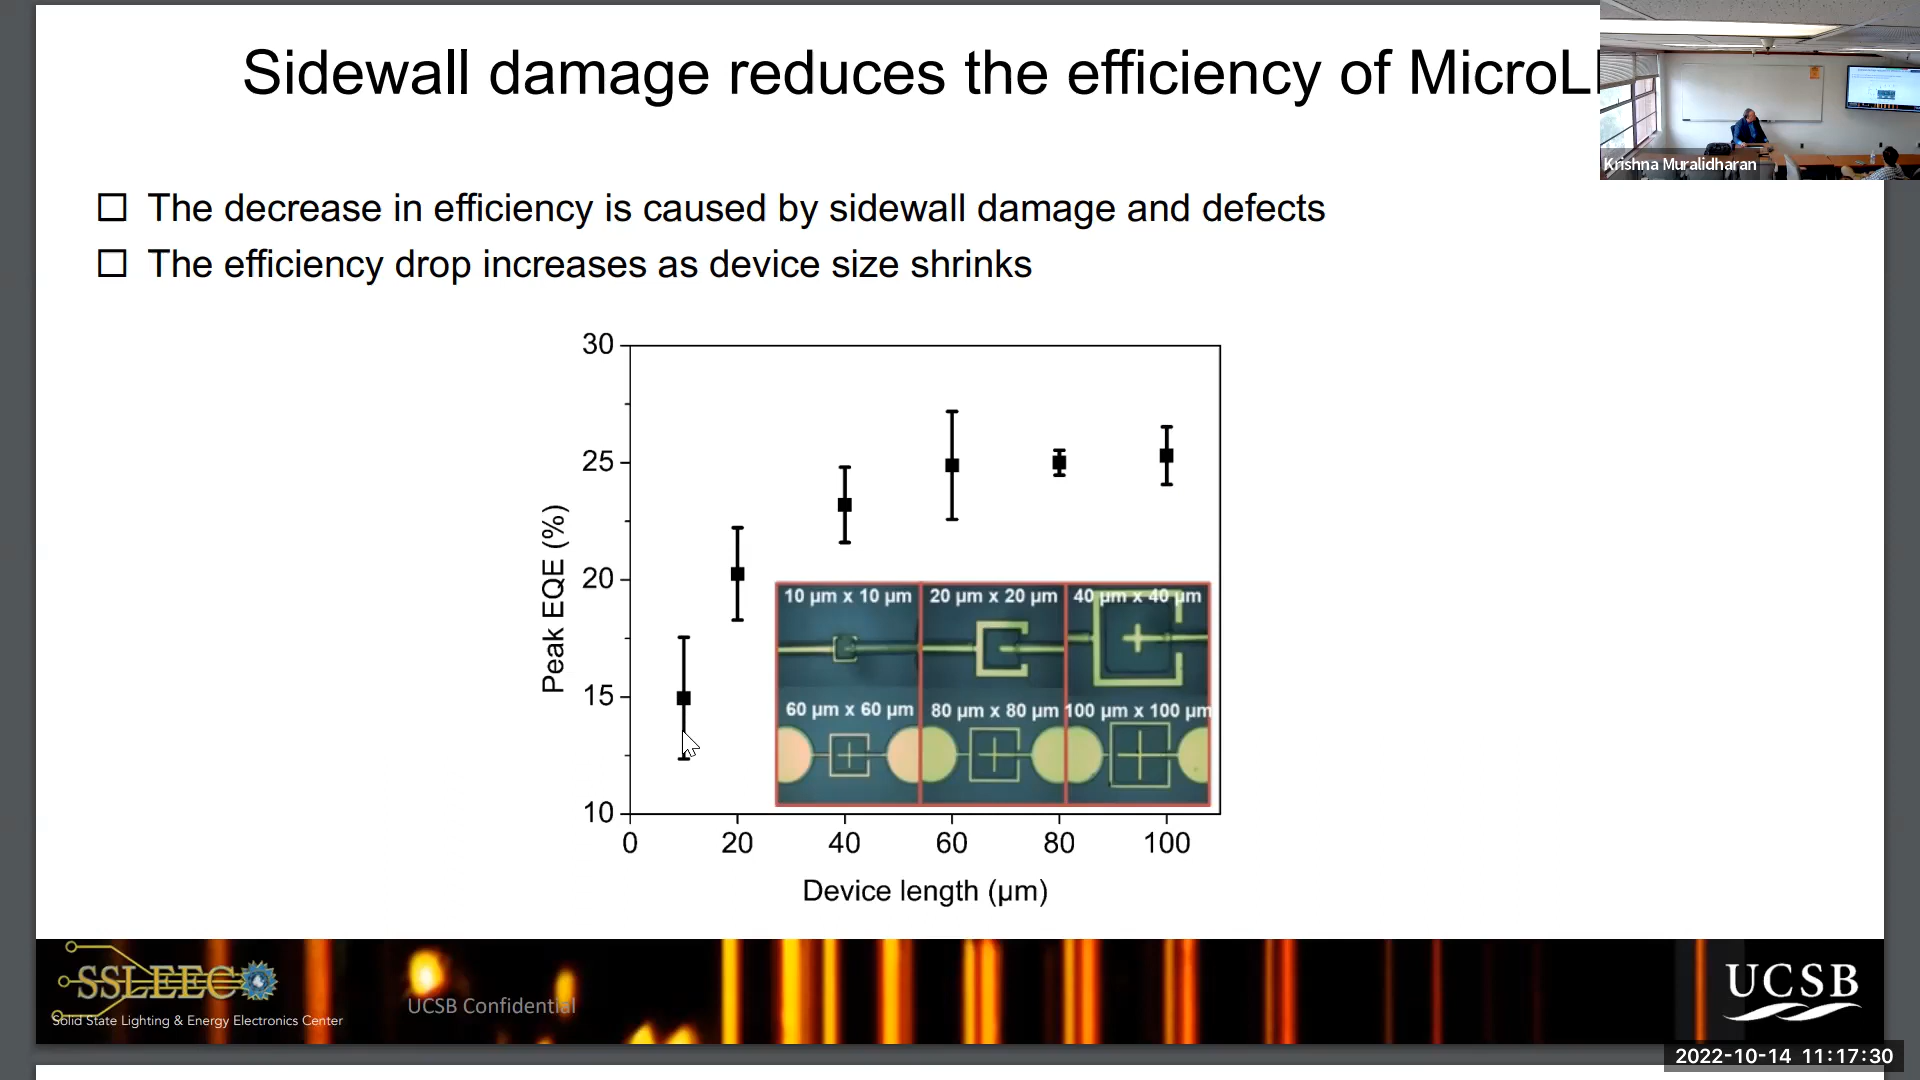 Sidewall damage reduces the efficiency of MicroL
Krishna Muralidharan
☐ The decrease in efficiency is caused by sidewall damage and defects
☐ The efficiency drop increases as device size shrinks
30
25
20
15
10
Peak EQE (%)
10 µm x 10 µm 20 µm x 20 µm 40 µm x 40 µm
60 µm x 60 µm 80 µm x 80 µm 100 µm x 100 µm
0 20 40 60 80 100
Device length (µm)
SSLEEC
Solid State Lighting & Energy Electronics Center
UCSB Confidential
UCSB
2022-10-14 11:17:30